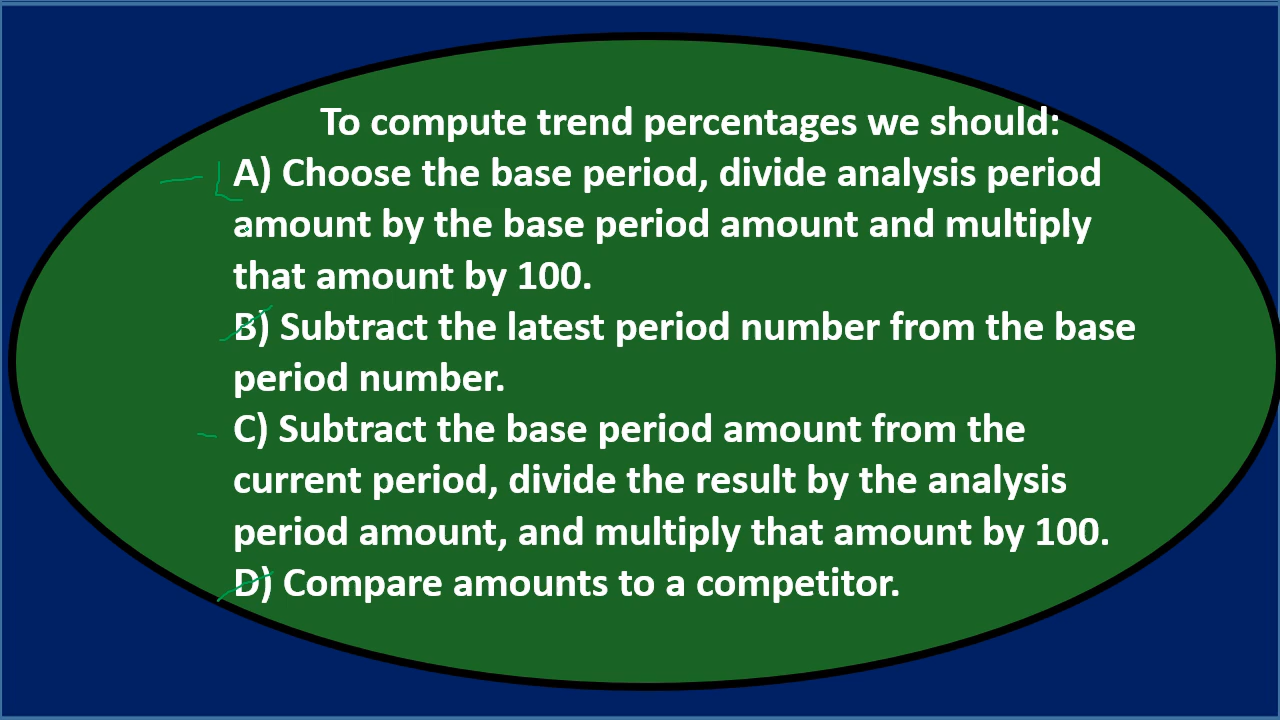 To compute trend percentages we should:
A) Choose the base period, divide analysis period
amount by the base period amount and multiply
that amount by 100.
B) Subtract the latest period number from the base
period number.
C) Subtract the base period amount from the
current period, divide the result by the analysis
period amount, and multiply that amount by 100.
D) Compare amounts to a competitor.